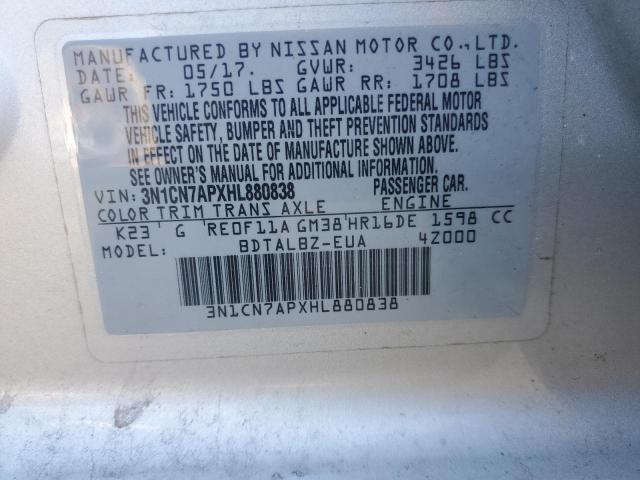 MANUFACTURED BY NISSAN MOTOR CO., LTD.
DATE: 05/17. GVWR: 3426 LBS
GAWR FR: 1750 LBS GAWR RR: 1708 LBS
THIS VEHICLE CONFORMS TO ALL APPLICABLE FEDERAL MOTOR
VEHICLE SAFETY, BUMPER AND THEFT PREVENTION STANDARDS
IN EFFECT ON THE DATE OF MANUFACTURE SHOWN ABOVE.
SEE OWNER'S MANUAL FOR ADDITIONAL INFORMATION.
VIN: 3N1CN7APXHL880838 PASSENGER CAR.
COLOR TRIM TRANS AXLE ENGINE
K23 G RE0F11A GM38 HR16DE 1598 CC
MODEL: BDTALBZ-EUA 4Z000
3N1CN7APXHL880838